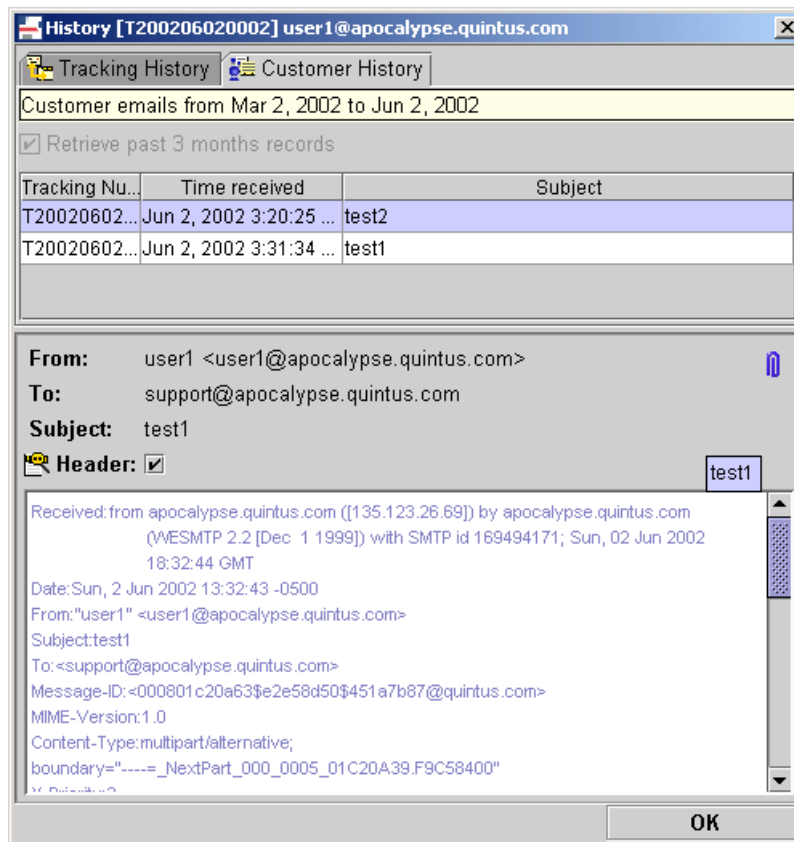 History [T200206020002] user1@apocalypse.quintus.com
Tracking History Customer History
Customer emails from Mar 2, 2002 to Jun 2, 2002
Retrieve past 3 months records
Tracking Nu... Time received Subject
T20020602... Jun 2, 2002 3:20:25 ... test2
T20020602... Jun 2, 2002 3:31:34 ... test1
From: user1 <user1@apocalypse.quintus.com>
To: support@apocalypse.quintus.com
Subject: test1
Header:
test1
Received:from apocalypse.quintus.com ([135.123.26.69]) by apocalypse.quintus.com
(WESMTP 2.2 [Dec 1 1999]) with SMTP id 169494171; Sun, 02 Jun 2002
18:32:44 GMT
Date:Sun, 2 Jun 2002 13:32:43 -0500
From:"user1" <user1@apocalypse.quintus.com>
Subject:test1
To:<support@apocalypse.quintus.com>
Message-ID:<000801c20a63$e2e58d50$451a7b87@quintus.com>
MIME-Version:1.0
Content-Type:multipart/alternative;
boundary="----=_NextPart_000_0005_01C20A39.F9C58400"
OK